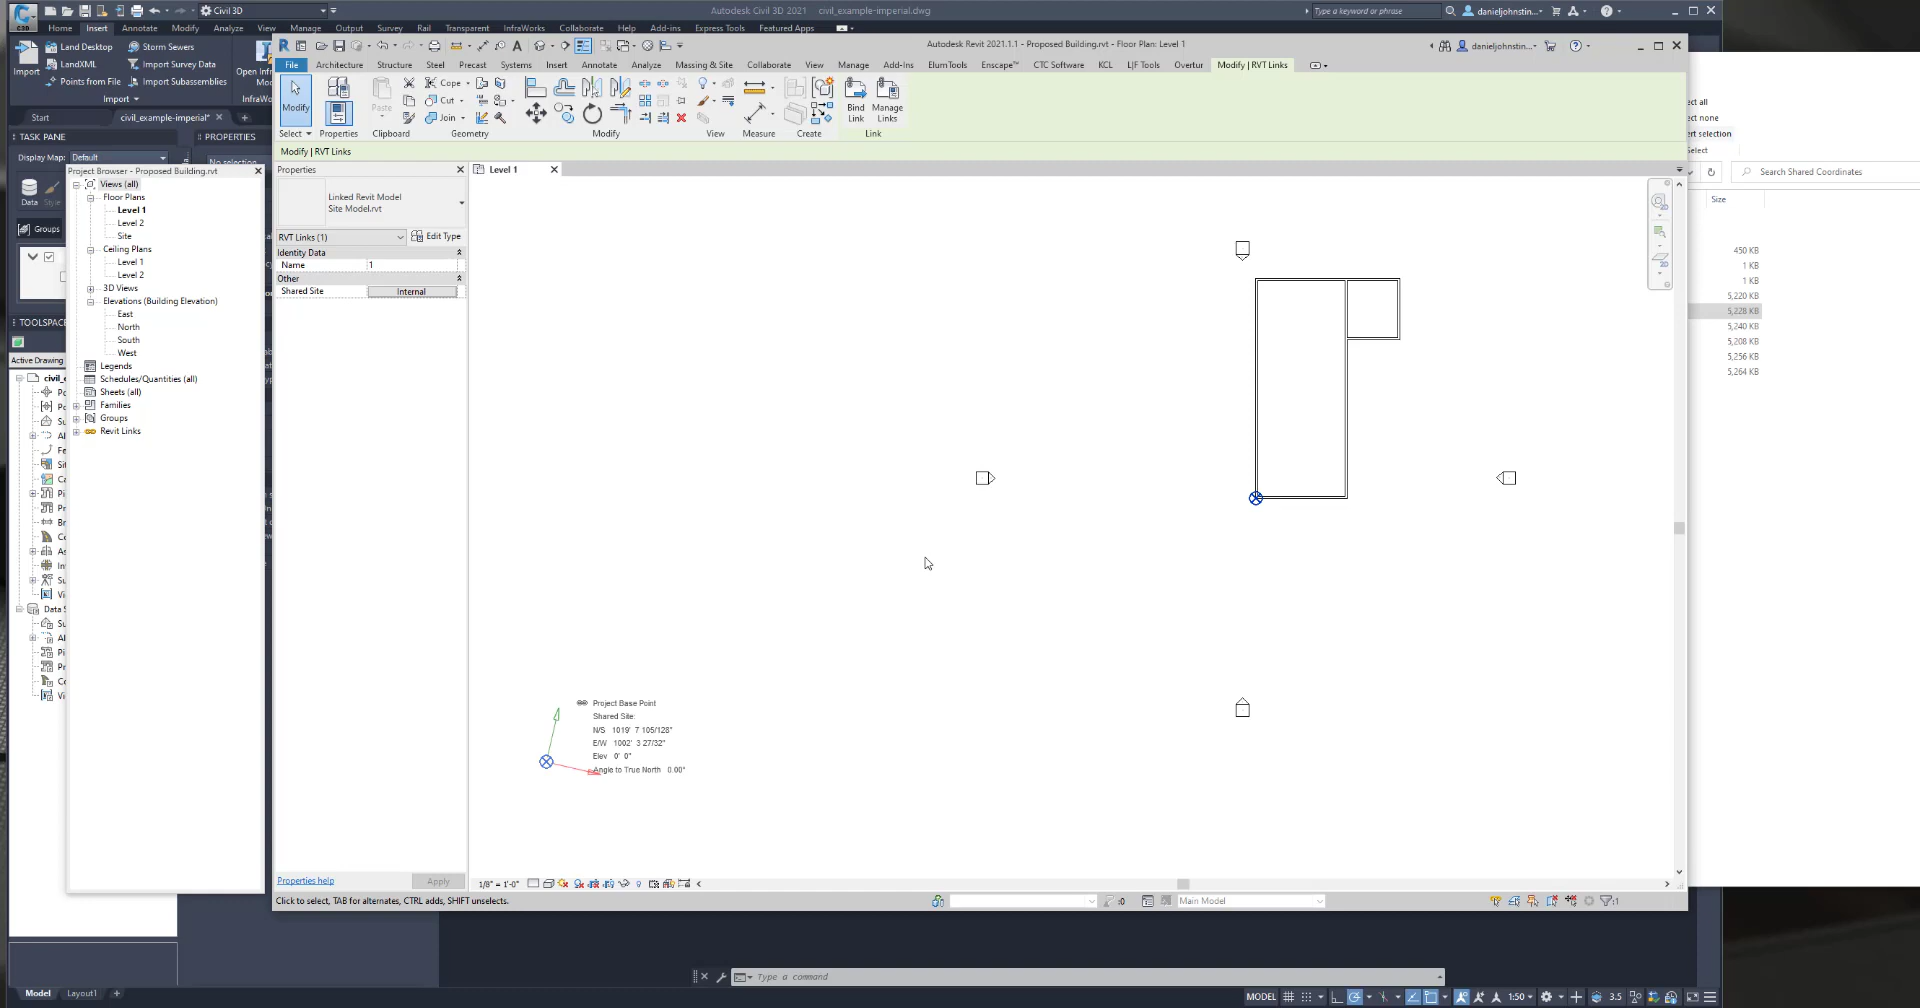 Civil 3D
Autodesk Civil 3D 2021 civil_example-imperial.dwg
Type a keyword or phrase
danieljohnstin...
Home Insert Annotate Modify Analyze View Manage Output Survey Rail Transparent InfraWorks Collaborate Help Add-ins Express Tools Featured Apps
Import
Land Desktop
LandXML
Points from File
Storm Sewers
Import Survey Data
Import Subassemblies
Import
Start
civil_example-imperial*
TASK PANE
PROPERTIES
Display Map: Default
No selection
Data
Style
Groups
TOOLSPACE
Active Drawing
Model Layout1
Project Browser - Proposed Building.rvt
Views (all)
Floor Plans
Level 1
Level 2
Site
Ceiling Plans
Level 1
Level 2
3D Views
Elevations (Building Elevation)
East
North
South
West
Legends
Schedules/Quantities (all)
Sheets (all)
Families
Groups
Revit Links
Autodesk Revit 2021.1.1 - Proposed Building.rvt - Floor Plan: Level 1
danieljohnstin...
File Architecture Structure Steel Precast Systems Insert Annotate Analyze Massing & Site Collaborate View Manage Add-Ins ElumTools Enscape™ CTC Software KCL LJF Tools Overtur Modify | RVT Links
Modify
Paste
Cope
Cut
Join
Bind Link
Manage Links
Select Properties Clipboard Geometry Modify View Measure Create Link
Modify | RVT Links
Properties
Linked Revit Model
Site Model.rvt
RVT Links (1)
Edit Type
Identity Data
Name 1
Other
Shared Site Internal
Properties help
Apply
Level 1
Project Base Point
Shared Site:
N/S 1019' 7 105/128"
E/W 1002' 3 27/32"
Elev 0' 0"
Angle to True North 0.00°
1/8" = 1'-0"
Click to select, TAB for alternates, CTRL adds, SHIFT unselects.
:0
Main Model
:1
Search Shared Coordinates
Size
450 KB
1 KB
1 KB
5,220 KB
5,228 KB
5,240 KB
5,208 KB
5,256 KB
5,264 KB
Type a command
MODEL
1:50
3.5